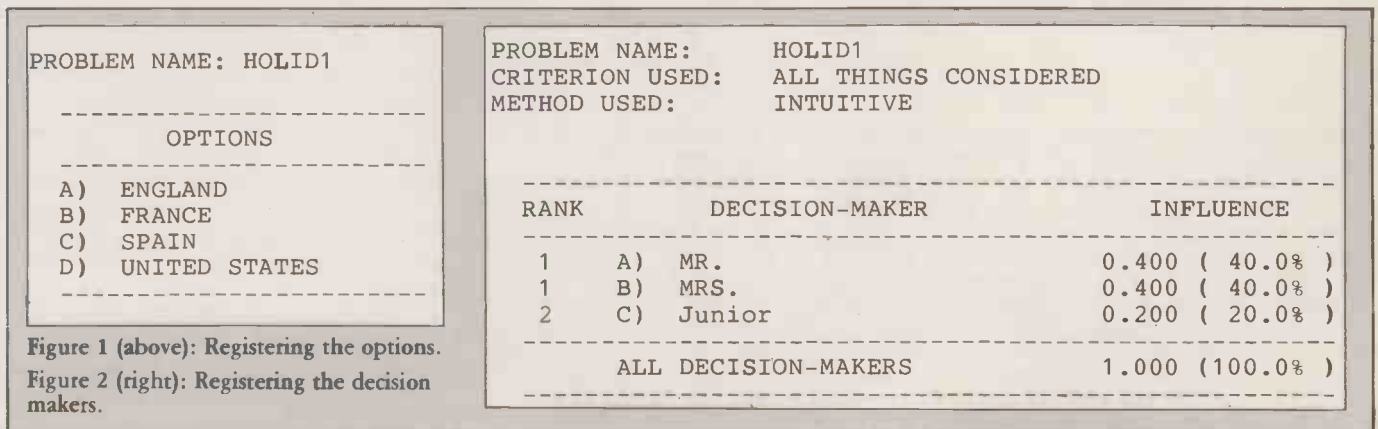 PROBLEM NAME: HOLID1
OPTIONS
A) ENGLAND
B) FRANCE
C) SPAIN
D) UNITED STATES
Figure 1 (above): Registering the options.
Figure 2 (right): Registering the decision
makers.
PROBLEM NAME: HOLID1
CRITERION USED: ALL THINGS CONSIDERED
METHOD USED: INTUITIVE
RANK DECISION-MAKER INFLUENCE
1 A) MR. 0.400 ( 40.0% )
1 B) MRS. 0.400 ( 40.0% )
2 C) Junior 0.200 ( 20.0% )
ALL DECISION-MAKERS 1.000 (100.0% )